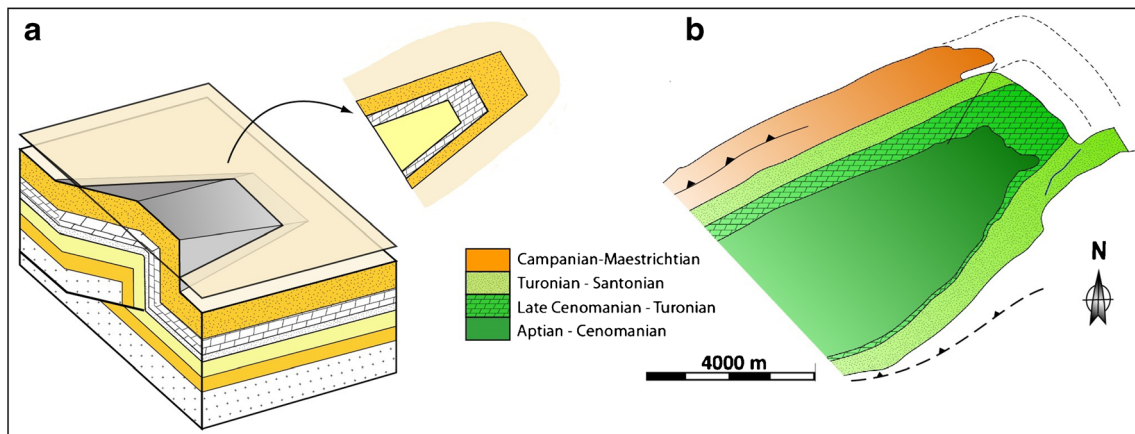 a
b
Campanian-Maestrichtian
Turonian - Santonian
Late Cenomanian - Turonian
Aptian - Cenomanian
4000 m
N